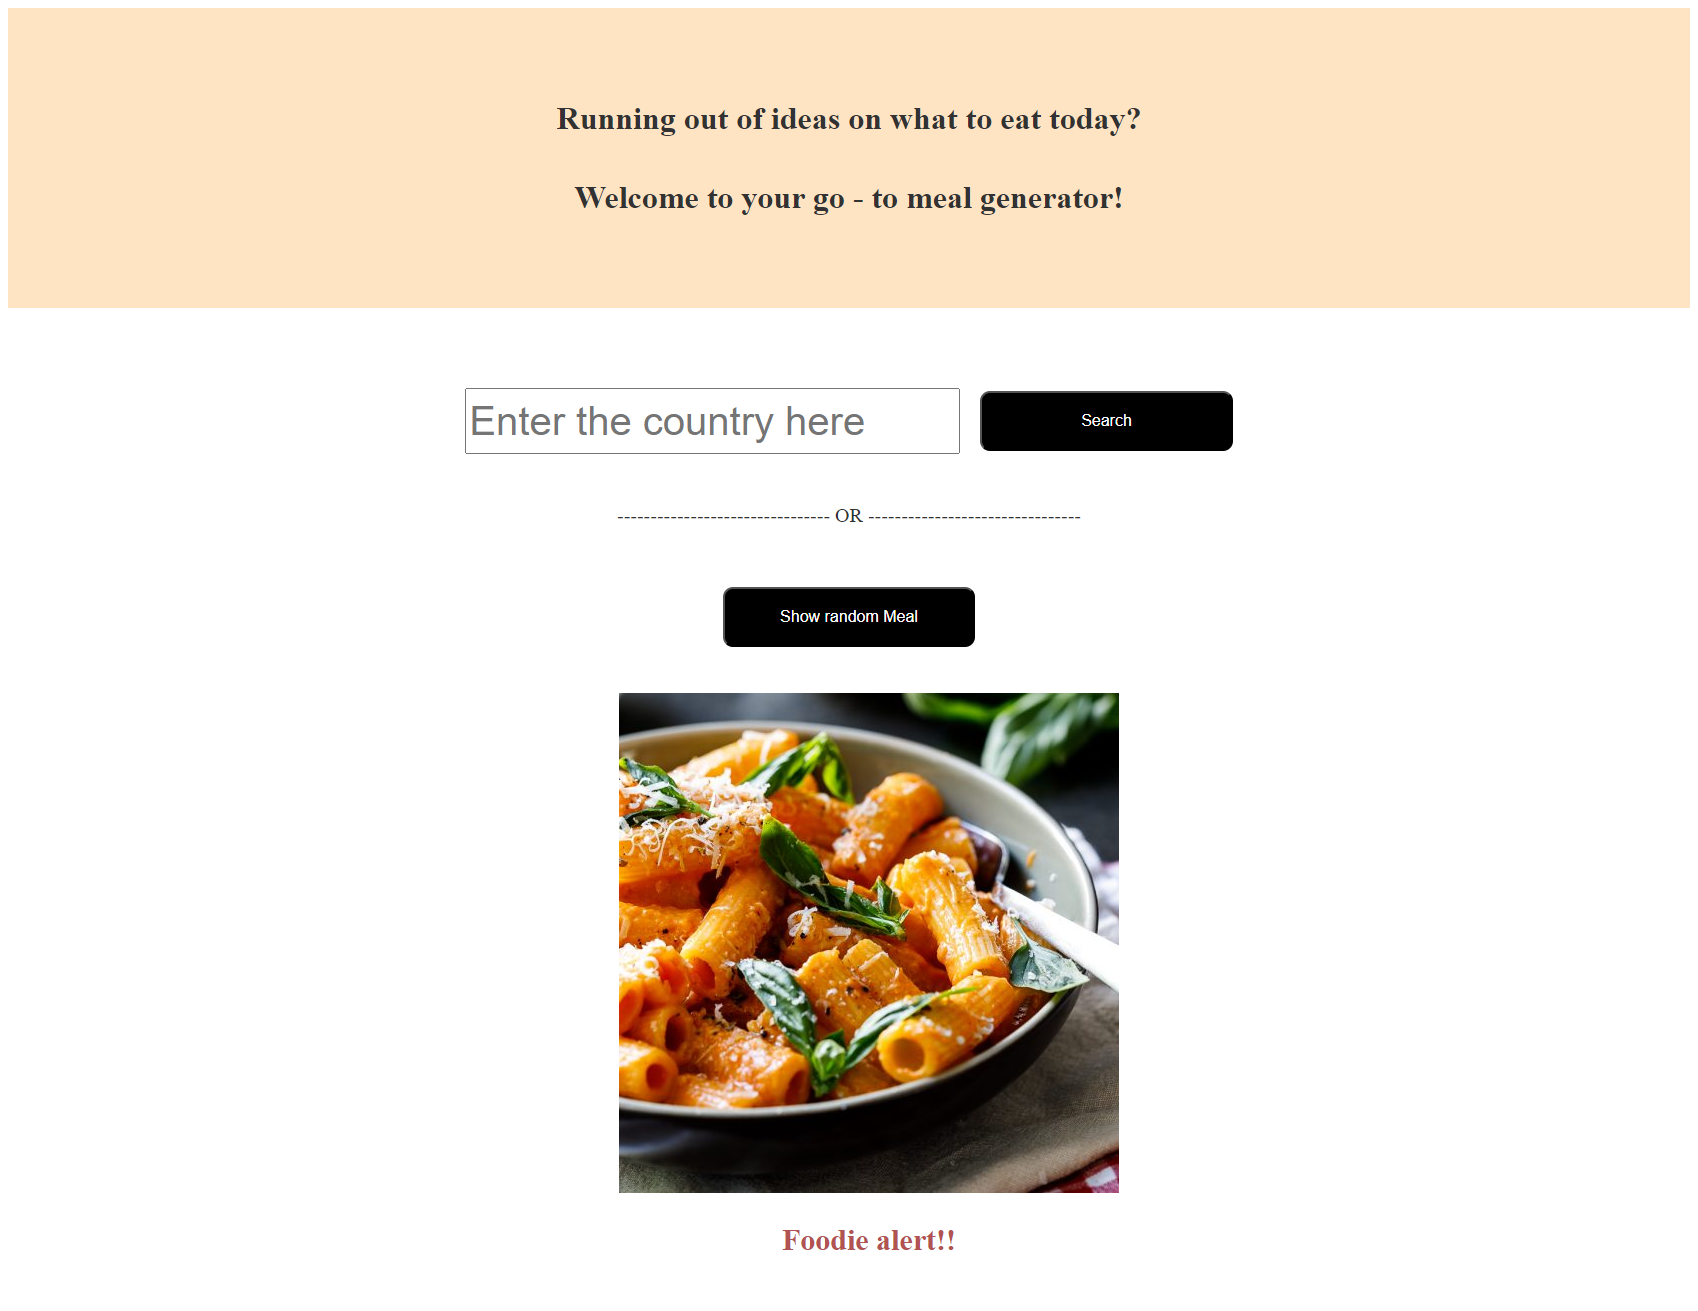 Running out of ideas on what to eat today?
Welcome to your go - to meal generator!
Enter the country here
Search
-------------------------------- OR --------------------------------
Show random Meal
Foodie alert!!